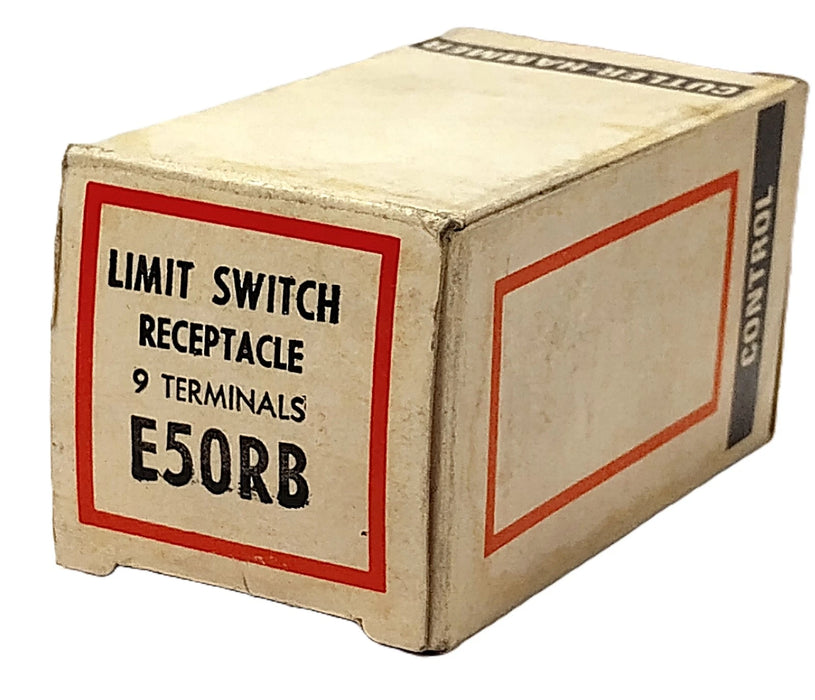 LIMIT SWITCH
RECEPTACLE
9 TERMINALS
E50RB
CUTLER-HAMMER
CONTROL